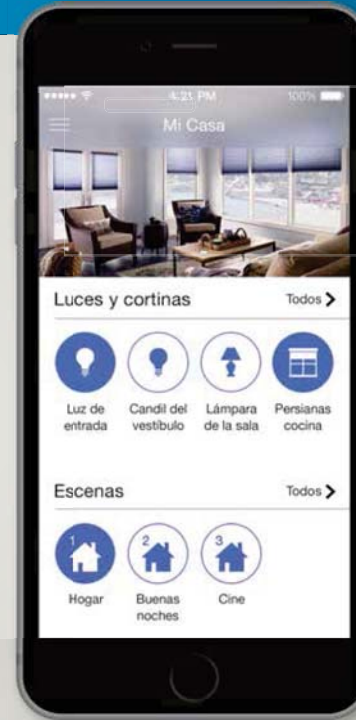 4:21 PM
100%
Mi Casa
Luces y cortinas
Todos
Luz de
entrada
Candil del
vestíbulo
Lámpara
de la sala
Persianas
cocina
Escenas
Todos
1
2
3
Hogar
Buenas
noches
Cine